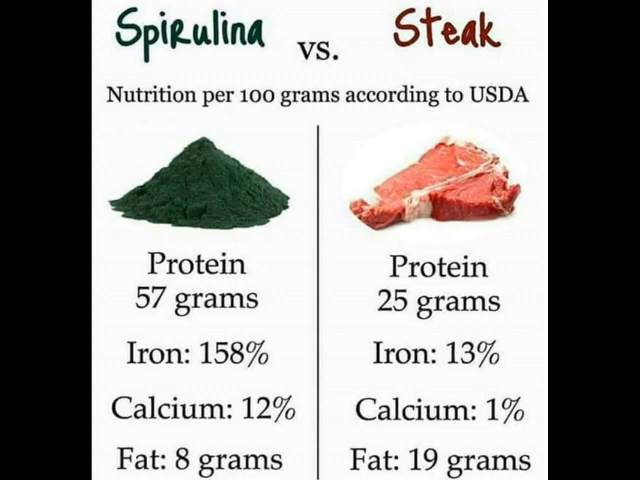 Spirulina vs. Steak
Nutrition per 100 grams according to USDA
Protein
57 grams
Iron: 158%
Calcium: 12%
Fat: 8 grams
Protein
25 grams
Iron: 13%
Calcium: 1%
Fat: 19 grams